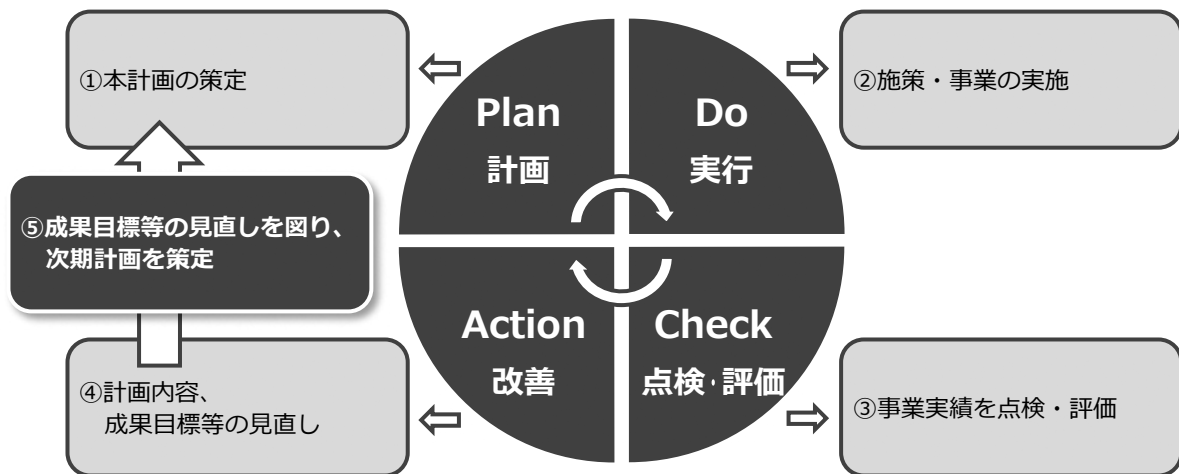 ①本計画の策定
Plan
計画
Do
実行
②施策・事業の実施
⑤成果目標等の見直しを図り、
次期計画を策定
Action
改善
Check
点検・評価
④計画内容、
成果目標等の見直し
③事業実績を点検・評価